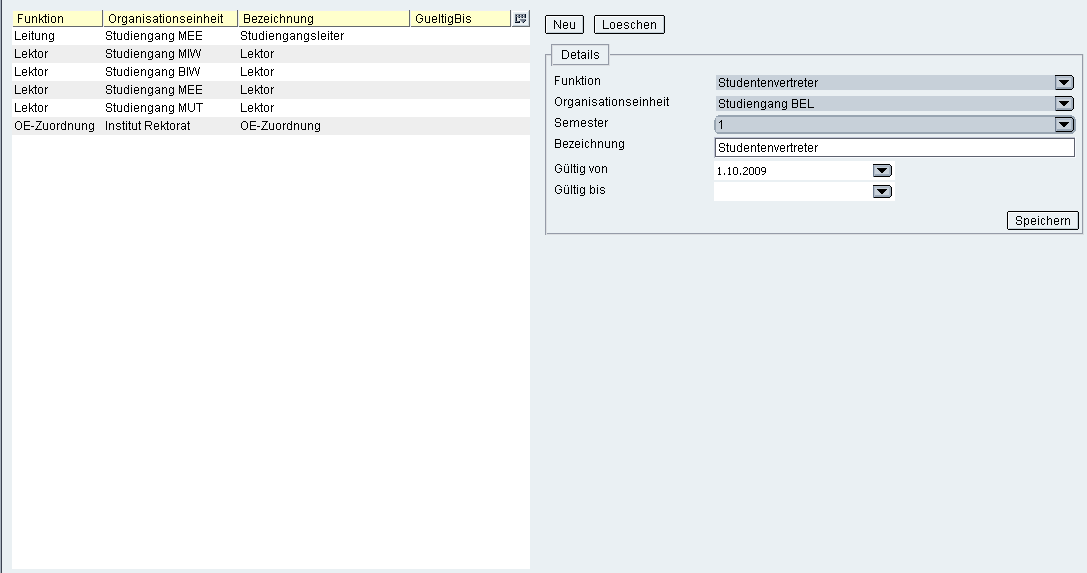 Funktion Organisationseinheit Bezeichnung GueltigBis
Leitung Studiengang MEE Studiengangsleiter
Lektor Studiengang MIW Lektor
Lektor Studiengang BIW Lektor
Lektor Studiengang MEE Lektor
Lektor Studiengang MUT Lektor
OE-Zuordnung Institut Rektorat OE-Zuordnung
Neu Loeschen
Details
Funktion Studentenvertreter
Organisationseinheit Studiengang BEL
Semester 1
Bezeichnung Studentenvertreter
Gültig von 1.10.2009
Gültig bis
Speichern